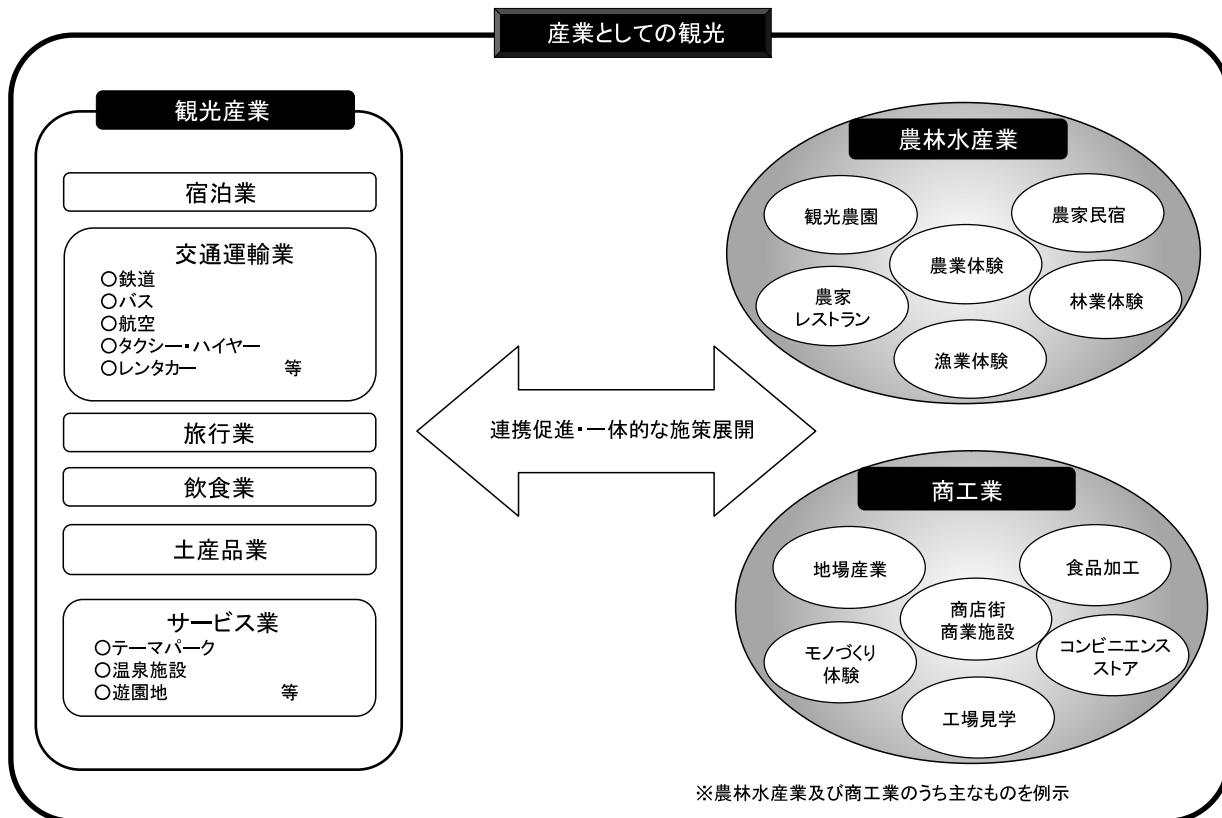 産業としての観光
観光産業
宿泊業
交通運輸業
○鉄道
○バス
○航空
○タクシー・ハイヤー
○レンタカー 等
旅行業
飲食業
土産品業
サービス業
○テーマパーク
○温泉施設
○遊園地 等
連携促進・一体的な施策展開
農林水産業
観光農園
農家民宿
農業体験
農家
レストラン
林業体験
漁業体験
商工業
地場産業
食品加工
商店街
商業施設
モノづくり
体験
コンビニエンス
ストア
工場見学
※農林水産業及び商工業のうち主なものを例示